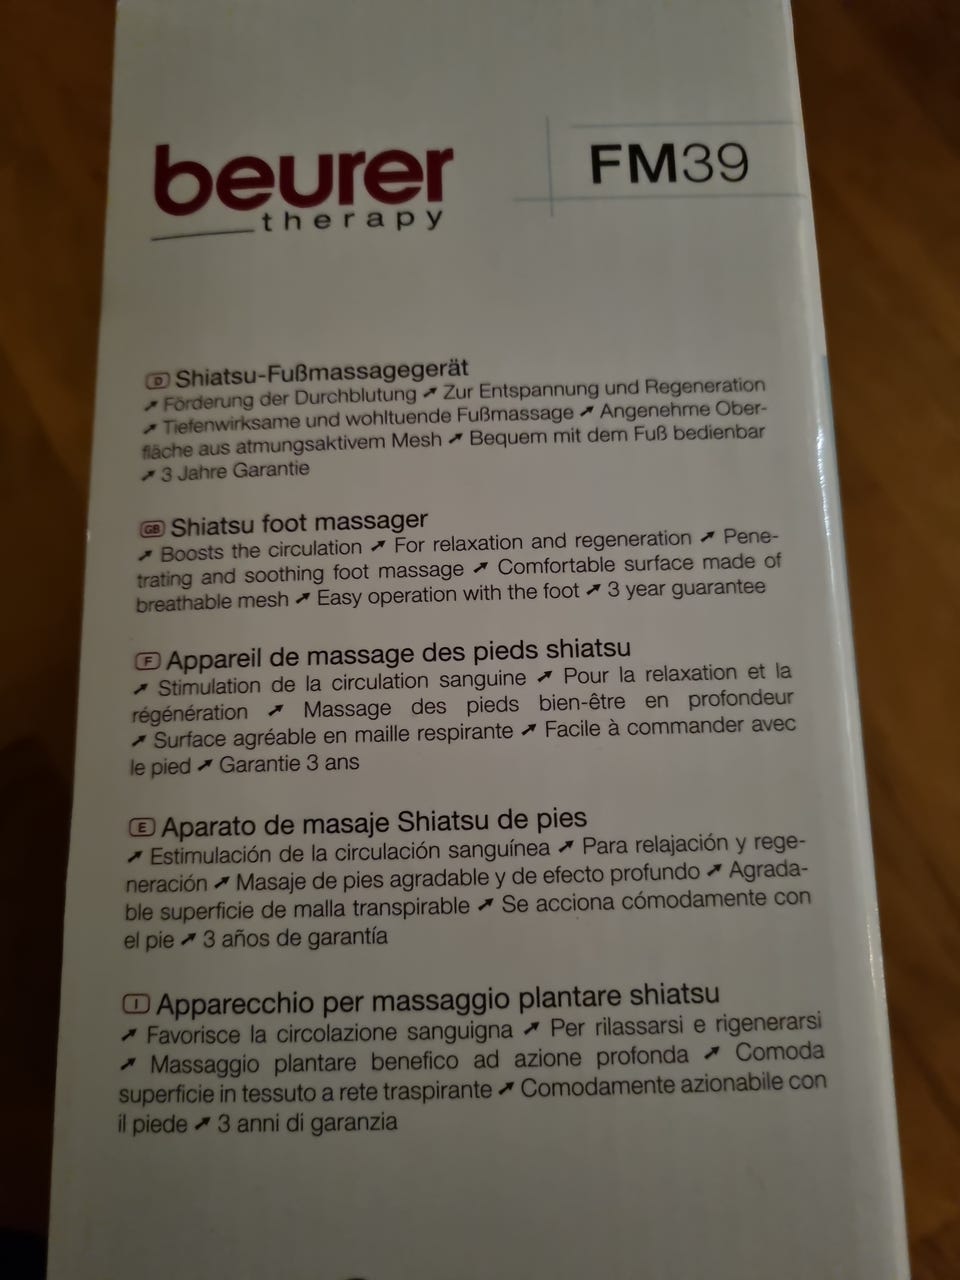 beurer
therapy
FM39
D Shiatsu-Fußmassagegerät
➚ Förderung der Durchblutung ➚ Zur Entspannung und Regeneration
➚ Tiefenwirksame und wohltuende Fußmassage ➚ Angenehme Ober-
fläche aus atmungsaktivem Mesh ➚ Bequem mit dem Fuß bedienbar
➚ 3 Jahre Garantie
GB Shiatsu foot massager
➚ Boosts the circulation ➚ For relaxation and regeneration ➚ Pene-
trating and soothing foot massage ➚ Comfortable surface made of
breathable mesh ➚ Easy operation with the foot ➚ 3 year guarantee
F Appareil de massage des pieds shiatsu
➚ Stimulation de la circulation sanguine ➚ Pour la relaxation et la
régénération ➚ Massage des pieds bien-être en profondeur
➚ Surface agréable en maille respirante ➚ Facile à commander avec
le pied ➚ Garantie 3 ans
E Aparato de masaje Shiatsu de pies
➚ Estimulación de la circulación sanguínea ➚ Para relajación y rege-
neración ➚ Masaje de pies agradable y de efecto profundo ➚ Agrada-
ble superficie de malla transpirable ➚ Se acciona cómodamente con
el pie ➚ 3 años de garantía
I Apparecchio per massaggio plantare shiatsu
➚ Favorisce la circolazione sanguigna ➚ Per rilassarsi e rigenerarsi
➚ Massaggio plantare benefico ad azione profonda ➚ Comoda
superficie in tessuto a rete traspirante ➚ Comodamente azionabile con
il piede ➚ 3 anni di garanzia